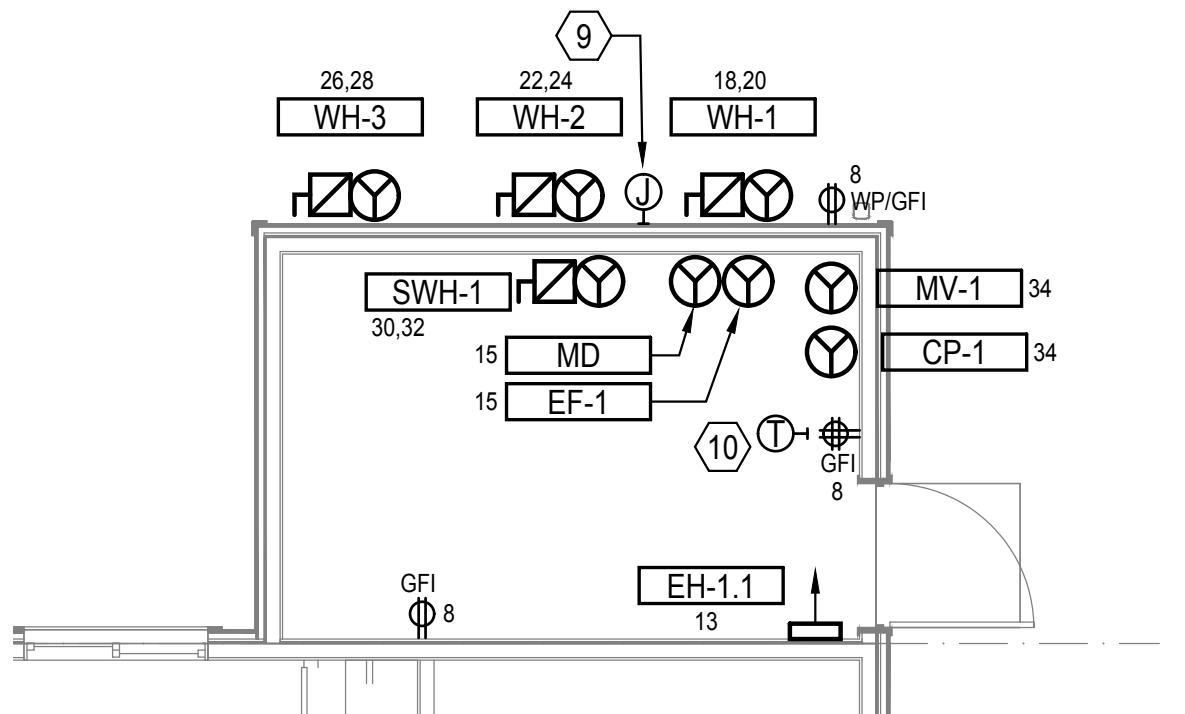 9
26,28
22,24
18,20
WH-3
WH-2
WH-1
J
8
WP/GFI
SWH-1
30,32
MV-1
34
15
MD
CP-1
34
15
EF-1
10
T
GFI
8
GFI
8
EH-1.1
13